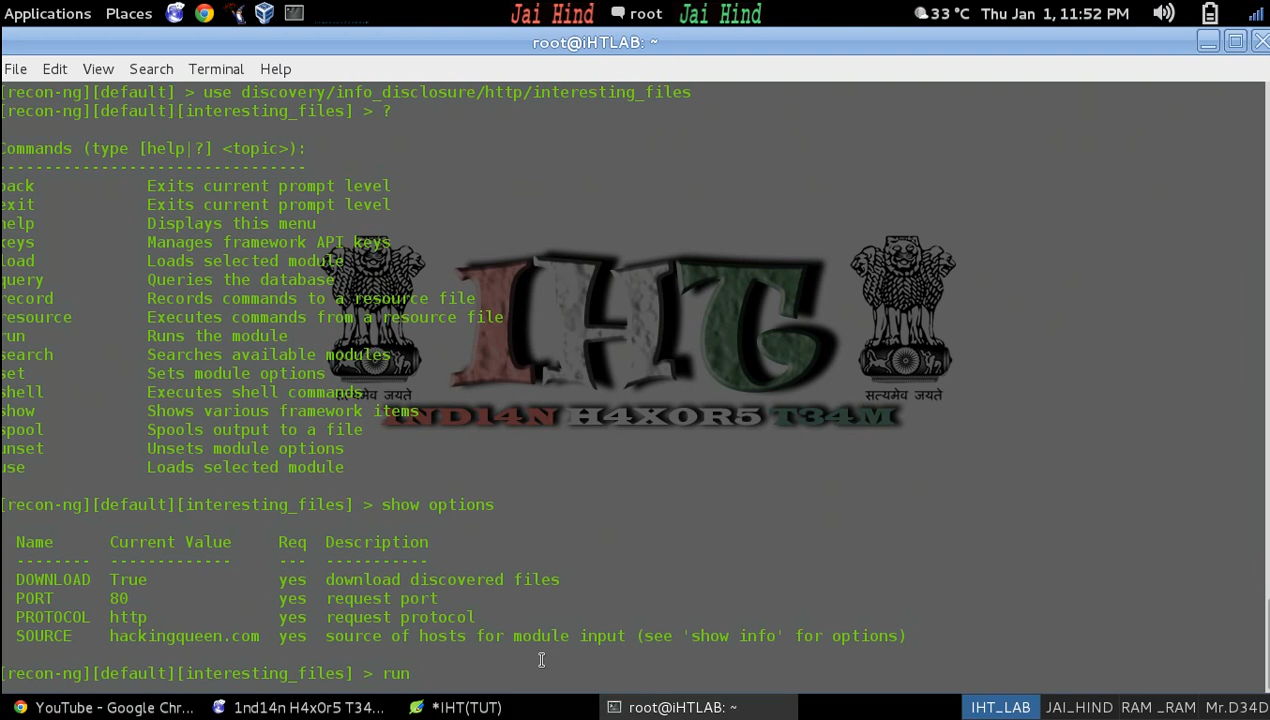 Applications Places Jai Hind root Jai Hind 33 °C Thu Jan 1, 11:52 PM
root@iHTLAB: ~
File Edit View Search Terminal Help
[recon-ng][default] > use discovery/info_disclosure/http/interesting_files
[recon-ng][default][interesting_files] > ?
Commands (type [help|?] <topic>):
---------------------------------
back Exits current prompt level
exit Exits current prompt level
help Displays this menu
keys Manages framework API keys
load Loads selected module
query Queries the database
record Records commands to a resource file
resource Executes commands from a resource file
run Runs the module
search Searches available modules
set Sets module options
shell Executes shell commands
show Shows various framework items
spool Spools output to a file
unset Unsets module options
use Loads selected module
IHT
सत्यमेव जयते सत्यमेव जयते
IND14N H4X0R5 T34M
[recon-ng][default][interesting_files] > show options
Name Current Value Req Description
-------- ------------- --- -----------
DOWNLOAD True yes download discovered files
PORT 80 yes request port
PROTOCOL http yes request protocol
SOURCE hackingqueen.com yes source of hosts for module input (see 'show info' for options)
[recon-ng][default][interesting_files] > run
YouTube - Google Chr... 1nd14n H4x0r5 T34... *IHT(TUT) root@iHTLAB: ~ IHT_LAB JAI_HIND RAM _RAM Mr.D34D